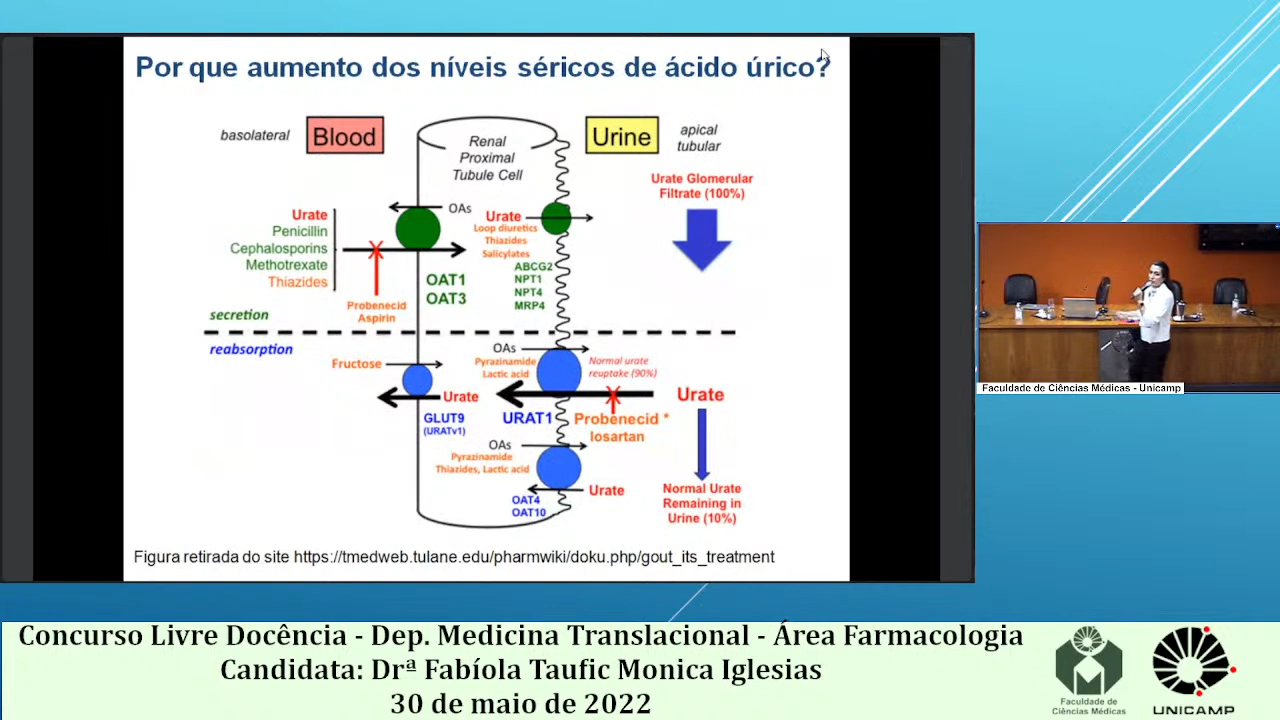 Por que aumento dos níveis séricos de ácido úrico?
basolateral
Blood
Renal
Proximal
Tubule Cell
Urine
apical
tubular
Urate Glomerular
Filtrate (100%)
OAs
Urate
Penicillin
Cephalosporins
Methotrexate
Thiazides
Urate
Loop diuretics
Thiazides
Salicylates
ABCG2
NPT1
NPT4
MRP4
OAT1
OAT3
X
Probenecid
Aspirin
secretion
reabsorption
Fructose
Urate
GLUT9
(URATv1)
OAs
Pyrazinamide
Lactic acid
Normal urate
reuptake (90%)
URAT1
X
Probenecid *
losartan
Urate
OAs
Pyrazinamide
Thiazides, Lactic acid
Urate
OAT4
OAT10
Normal Urate
Remaining in
Urine (10%)
Figura retirada do site https://tmedweb.tulane.edu/pharmwiki/doku.php/gout_its_treatment
Faculdade de Ciências Médicas - Unicamp
Concurso Livre Docência - Dep. Medicina Translacional - Área Farmacologia
Candidata: Drª Fabíola Taufic Monica Iglesias
30 de maio de 2022
Faculdade de
Ciências Médicas
UNICAMP